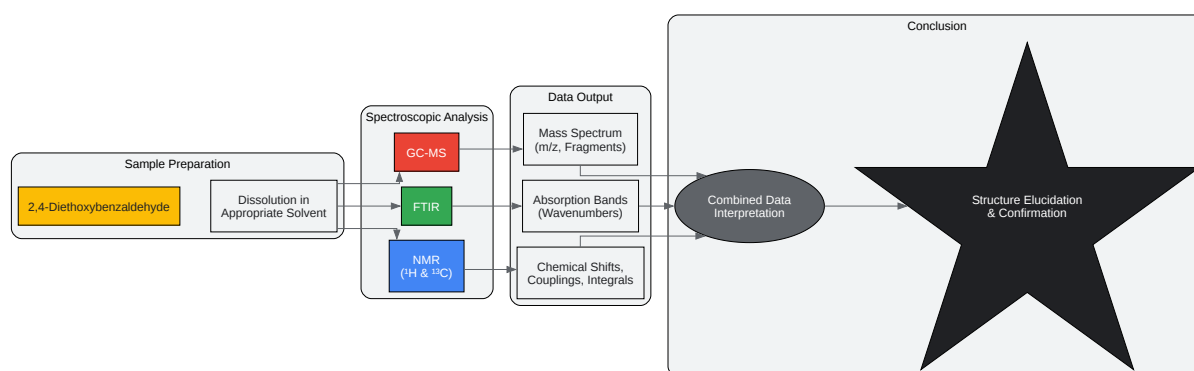 Sample Preparation
2,4-Diethoxybenzaldehyde
Dissolution in
Appropriate Solvent
Spectroscopic Analysis
GC-MS
FTIR
NMR
(¹H & ¹³C)
Data Output
Mass Spectrum
(m/z, Fragments)
Absorption Bands
(Wavenumbers)
Chemical Shifts,
Couplings, Integrals
Conclusion
Combined Data
Interpretation
Structure Elucidation
& Confirmation